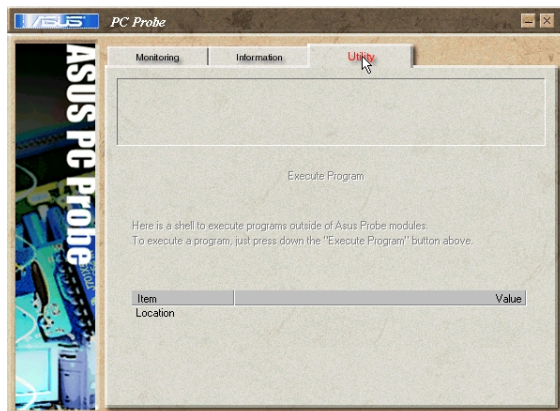 /ISUS PC Probe
Monitoring Information Utility
ASUS PC Probe
Execute Program
Here is a shell to execute programs outside of Asus Probe modules:
To execute a program, just press down the "Execute Program" button above.
Item Value
Location